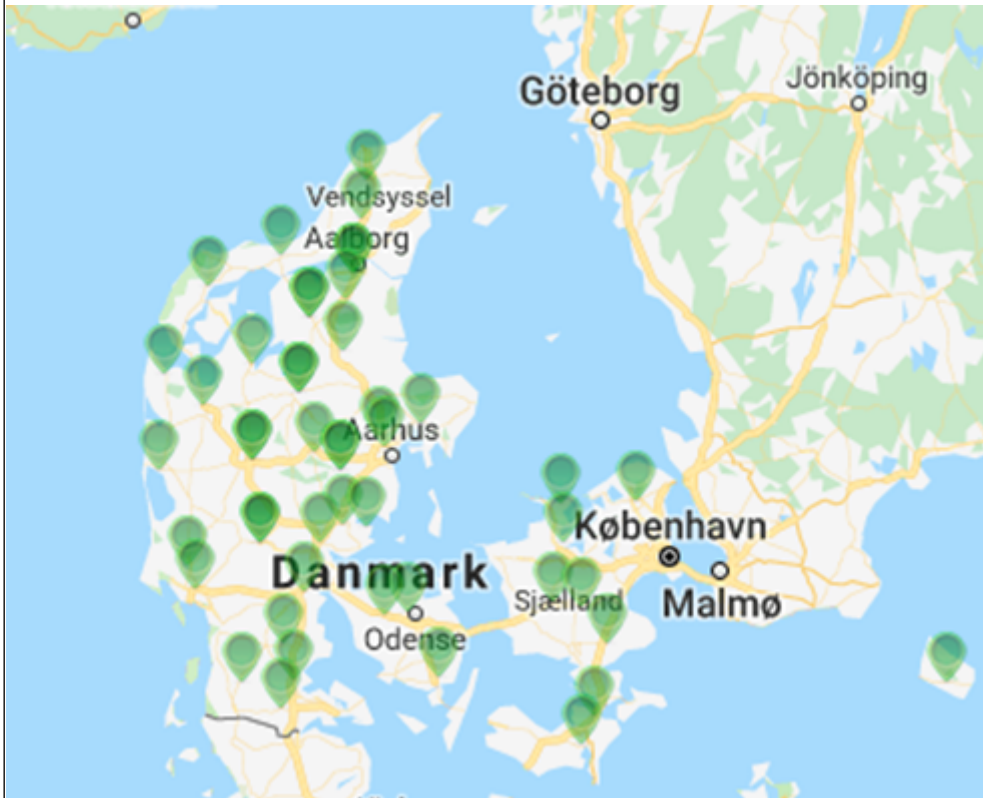 Göteborg
Jönköping
Vendsyssel
Aalborg
Aarhus
København
Danmark
Sjælland
Malmø
Odense